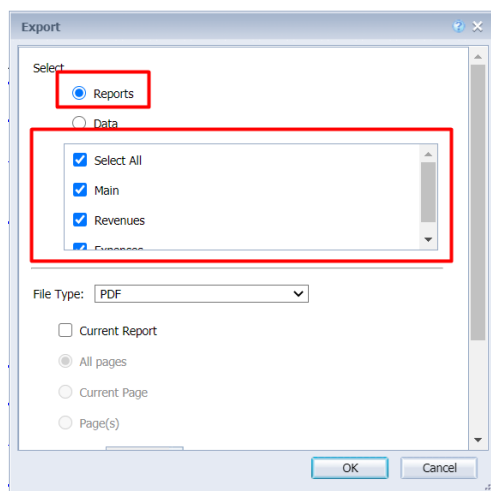 Export
Select
Reports
Data
Select All
Main
Revenues
Expenses
File Type: PDF
Current Report
All pages
Current Page
Page(s)
OK Cancel